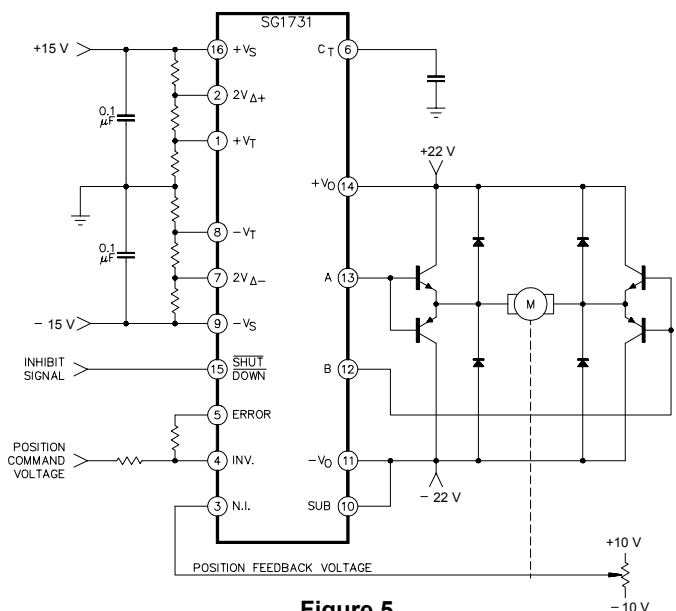 SG1731
+15 V
16 +VS
CT 6
2 2VΔ+
0.1
μF
1 +VT
+22 V
+VO 14
8 −VT
0.1
μF
7 2VΔ−
A 13
M
− 15 V
9 −VS
INHIBIT
SIGNAL
15 SHUT
DOWN
B 12
5 ERROR
POSITION
COMMAND
VOLTAGE
4 INV.
−VO 11
− 22 V
3 N.I.
SUB 10
+10 V
POSITION FEEDBACK VOLTAGE
− 10 V
Figure 5